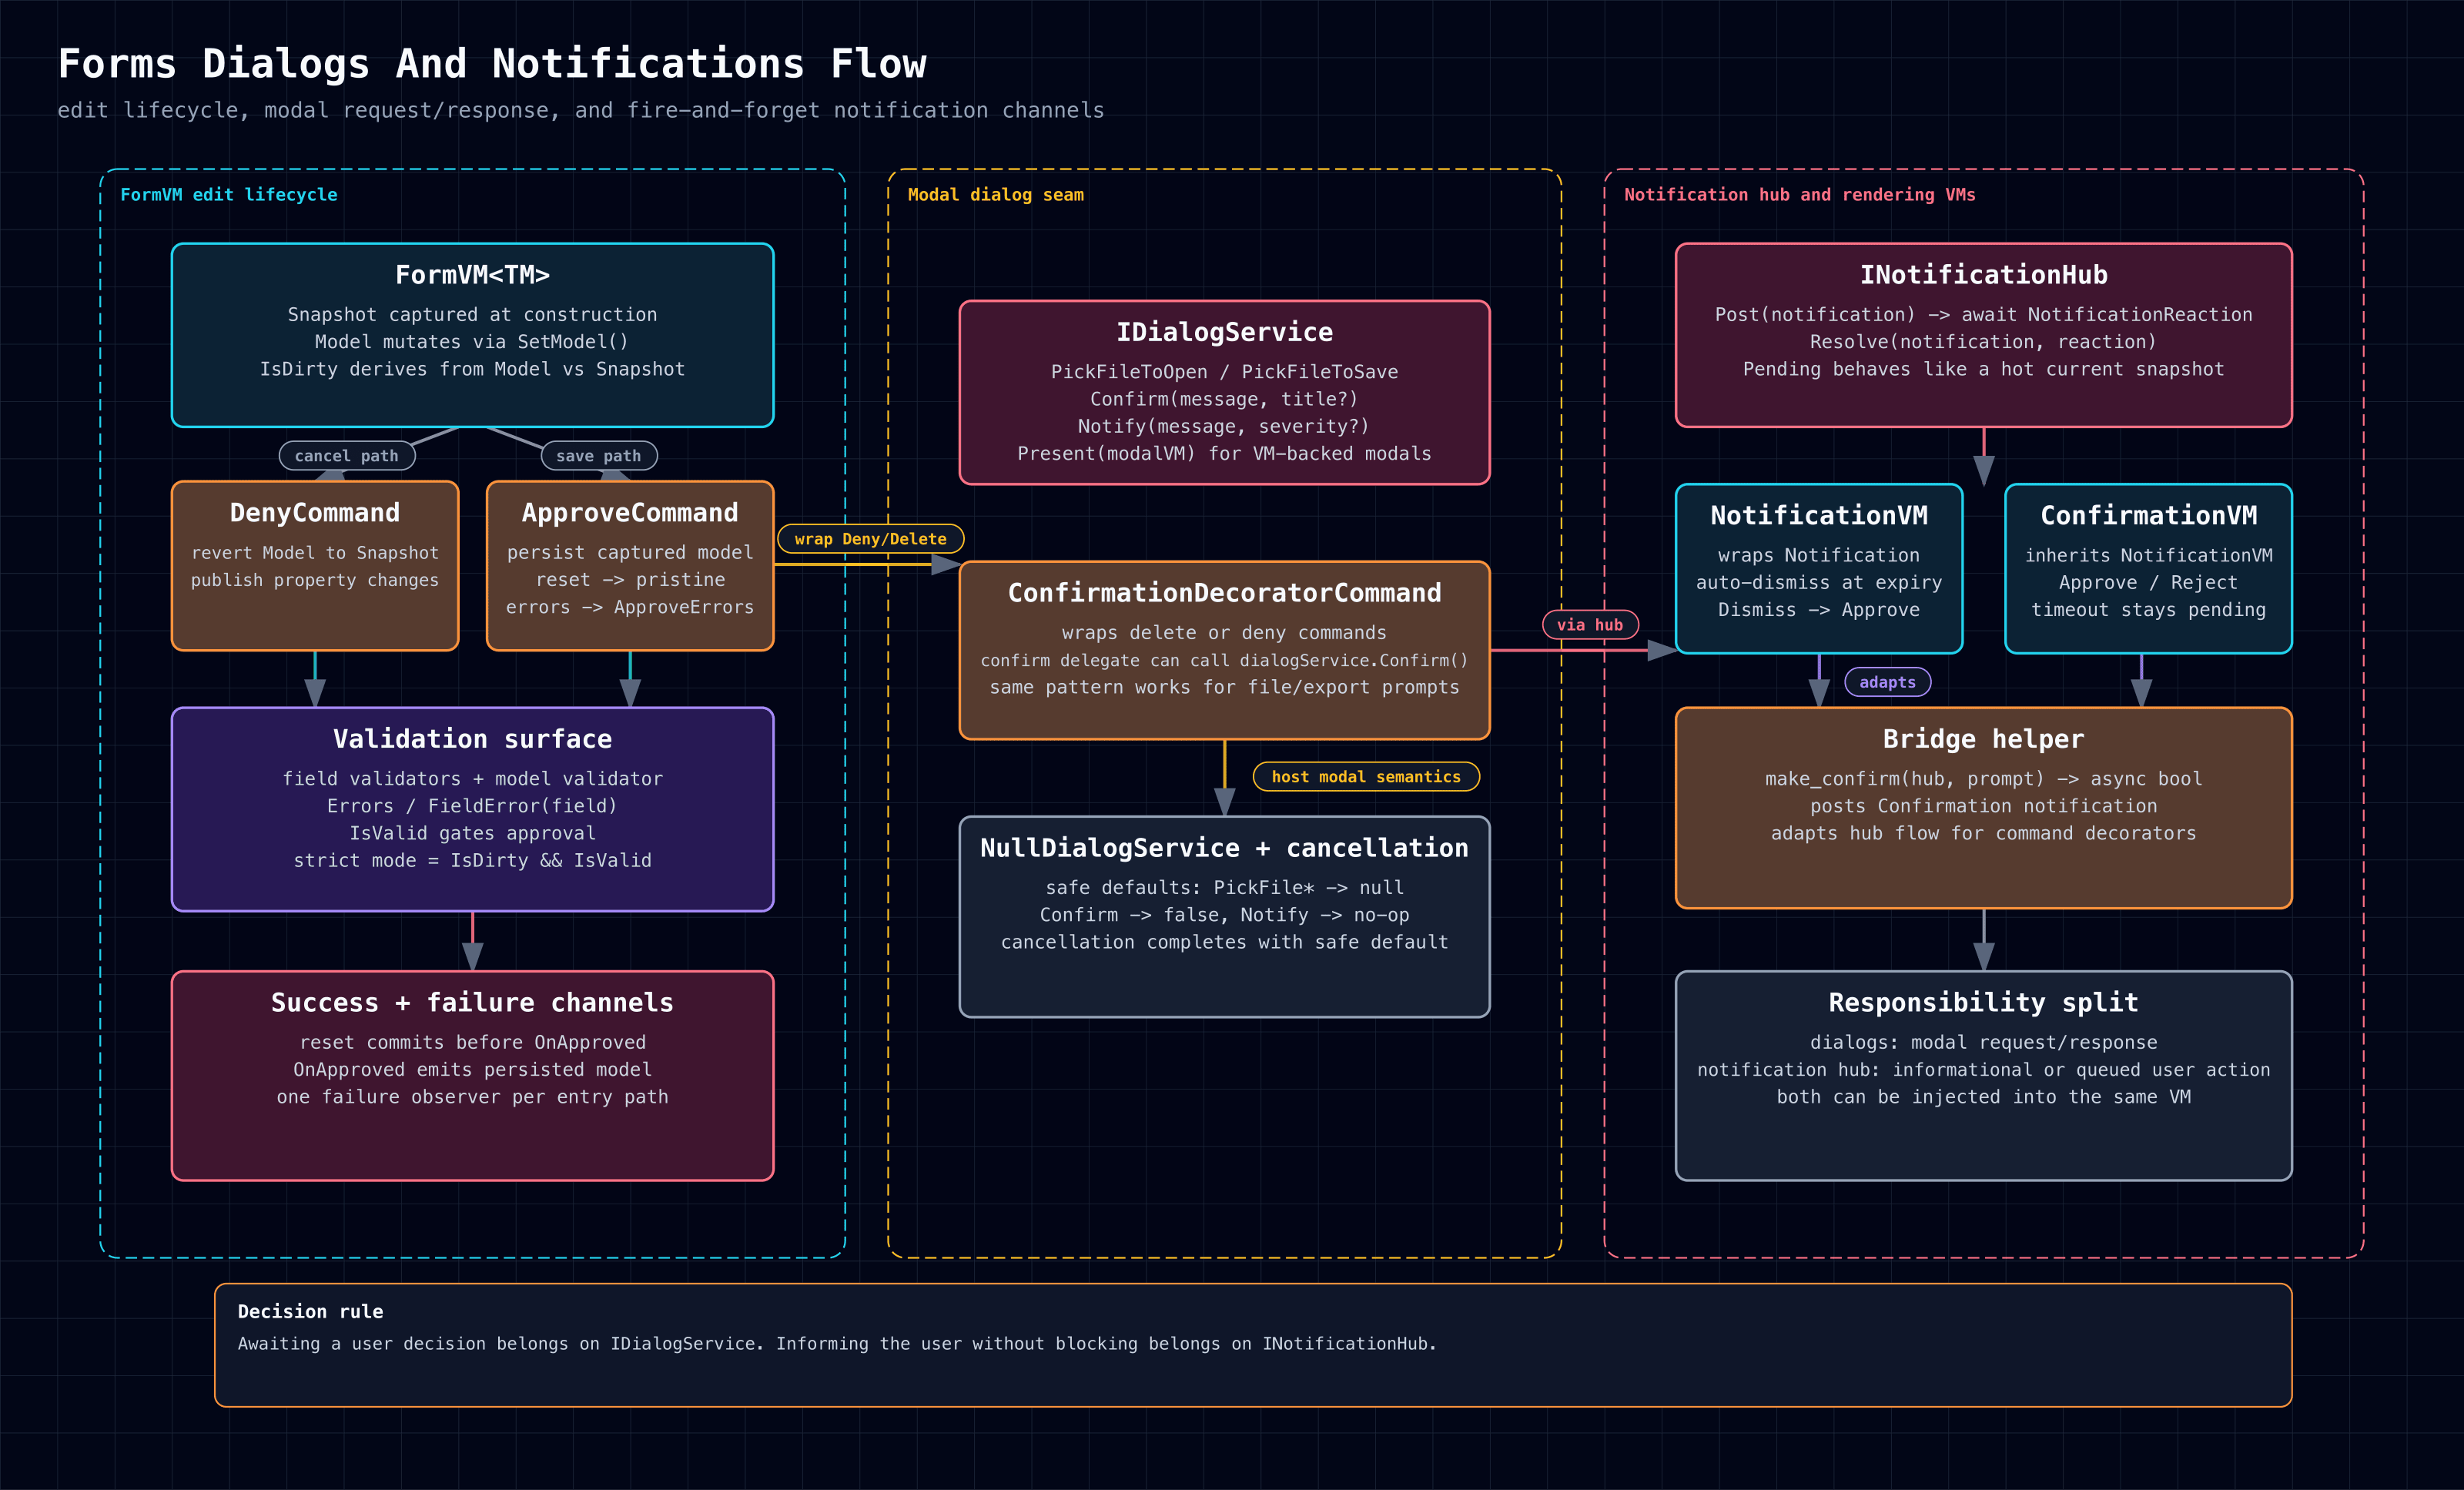 Forms Dialogs And Notifications Flow
edit lifecycle, modal request/response, and fire-and-forget notification channels
FormVM edit lifecycle
FormVM<TM>
Snapshot captured at construction
Model mutates via SetModel()
IsDirty derives from Model vs Snapshot
cancel path
save path
DenyCommand
revert Model to Snapshot
publish property changes
ApproveCommand
persist captured model
reset -> pristine
errors -> ApproveErrors
Validation surface
field validators + model validator
Errors / FieldError(field)
IsValid gates approval
strict mode = IsDirty && IsValid
Success + failure channels
reset commits before OnApproved
OnApproved emits persisted model
one failure observer per entry path
wrap Deny/Delete
Modal dialog seam
IDialogService
PickFileToOpen / PickFileToSave
Confirm(message, title?)
Notify(message, severity?)
Present(modalVM) for VM-backed modals
ConfirmationDecoratorCommand
wraps delete or deny commands
confirm delegate can call dialogService.Confirm()
same pattern works for file/export prompts
host modal semantics
NullDialogService + cancellation
safe defaults: PickFile* -> null
Confirm -> false, Notify -> no-op
cancellation completes with safe default
via hub
Notification hub and rendering VMs
INotificationHub
Post(notification) -> await NotificationReaction
Resolve(notification, reaction)
Pending behaves like a hot current snapshot
NotificationVM
wraps Notification
auto-dismiss at expiry
Dismiss -> Approve
ConfirmationVM
inherits NotificationVM
Approve / Reject
timeout stays pending
adapts
Bridge helper
make_confirm(hub, prompt) -> async bool
posts Confirmation notification
adapts hub flow for command decorators
Responsibility split
dialogs: modal request/response
notification hub: informational or queued user action
both can be injected into the same VM
Decision rule
Awaiting a user decision belongs on IDialogService. Informing the user without blocking belongs on INotificationHub.